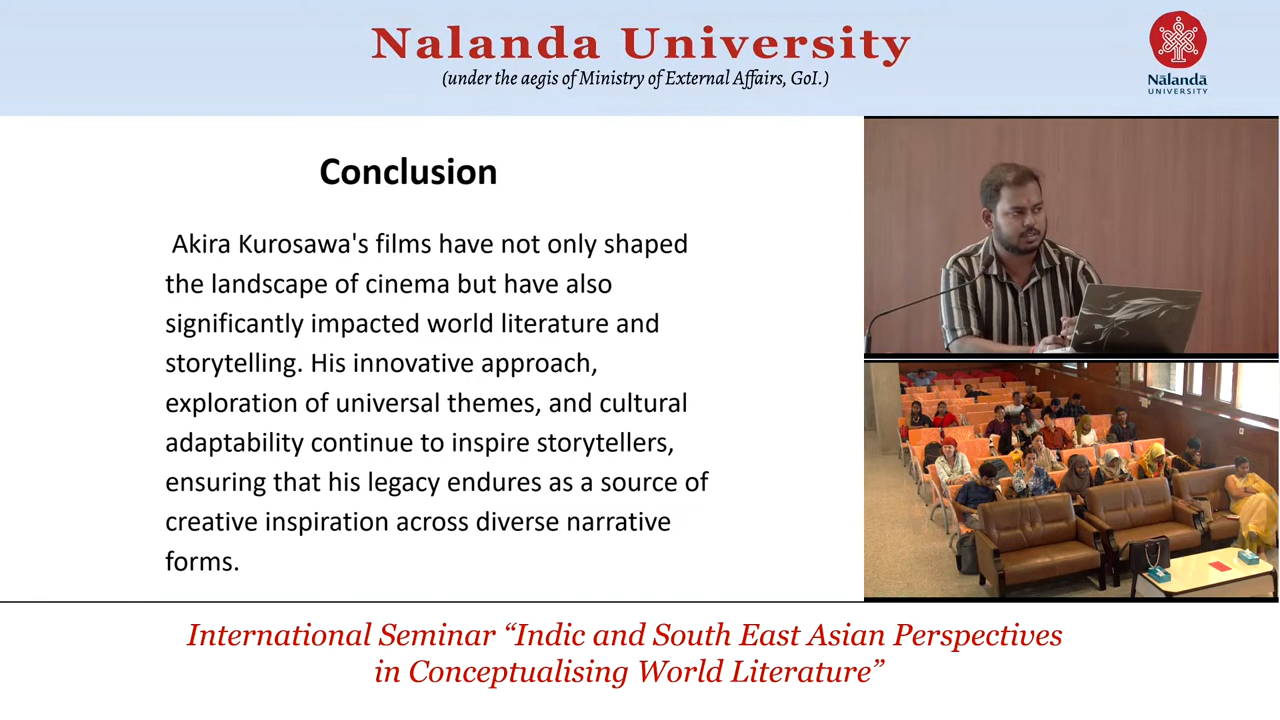 Nalanda University
(under the aegis of Ministry of External Affairs, GoI.)
Nālandā
UNIVERSITY
Conclusion
Akira Kurosawa's films have not only shaped
the landscape of cinema but have also
significantly impacted world literature and
storytelling. His innovative approach,
exploration of universal themes, and cultural
adaptability continue to inspire storytellers,
ensuring that his legacy endures as a source of
creative inspiration across diverse narrative
forms.
International Seminar “Indic and South East Asian Perspectives
in Conceptualising World Literature”